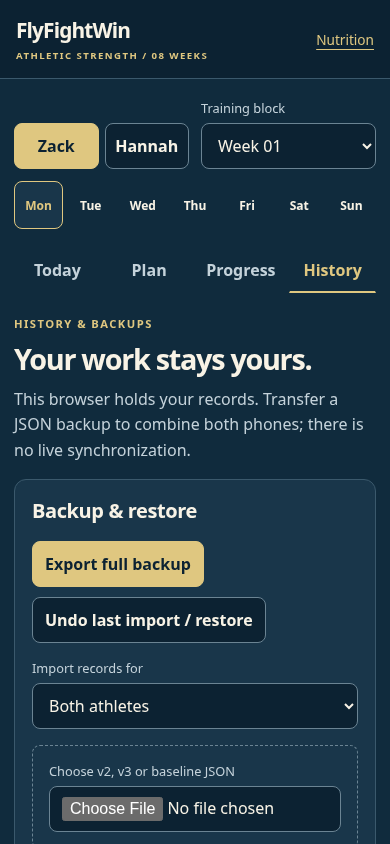 FlyFightWin
ATHLETIC STRENGTH / 08 WEEKS
Nutrition
Training block
Zack
Hannah
Week 01
Mon
Tue
Wed
Thu
Fri
Sat
Sun
Today
Plan
Progress
History
HISTORY & BACKUPS
Your work stays yours.
This browser holds your records. Transfer a
JSON backup to combine both phones; there is
no live synchronization.
Backup & restore
Export full backup
Undo last import / restore
Import records for
Both athletes
Choose v2, v3 or baseline JSON
Choose File No file chosen